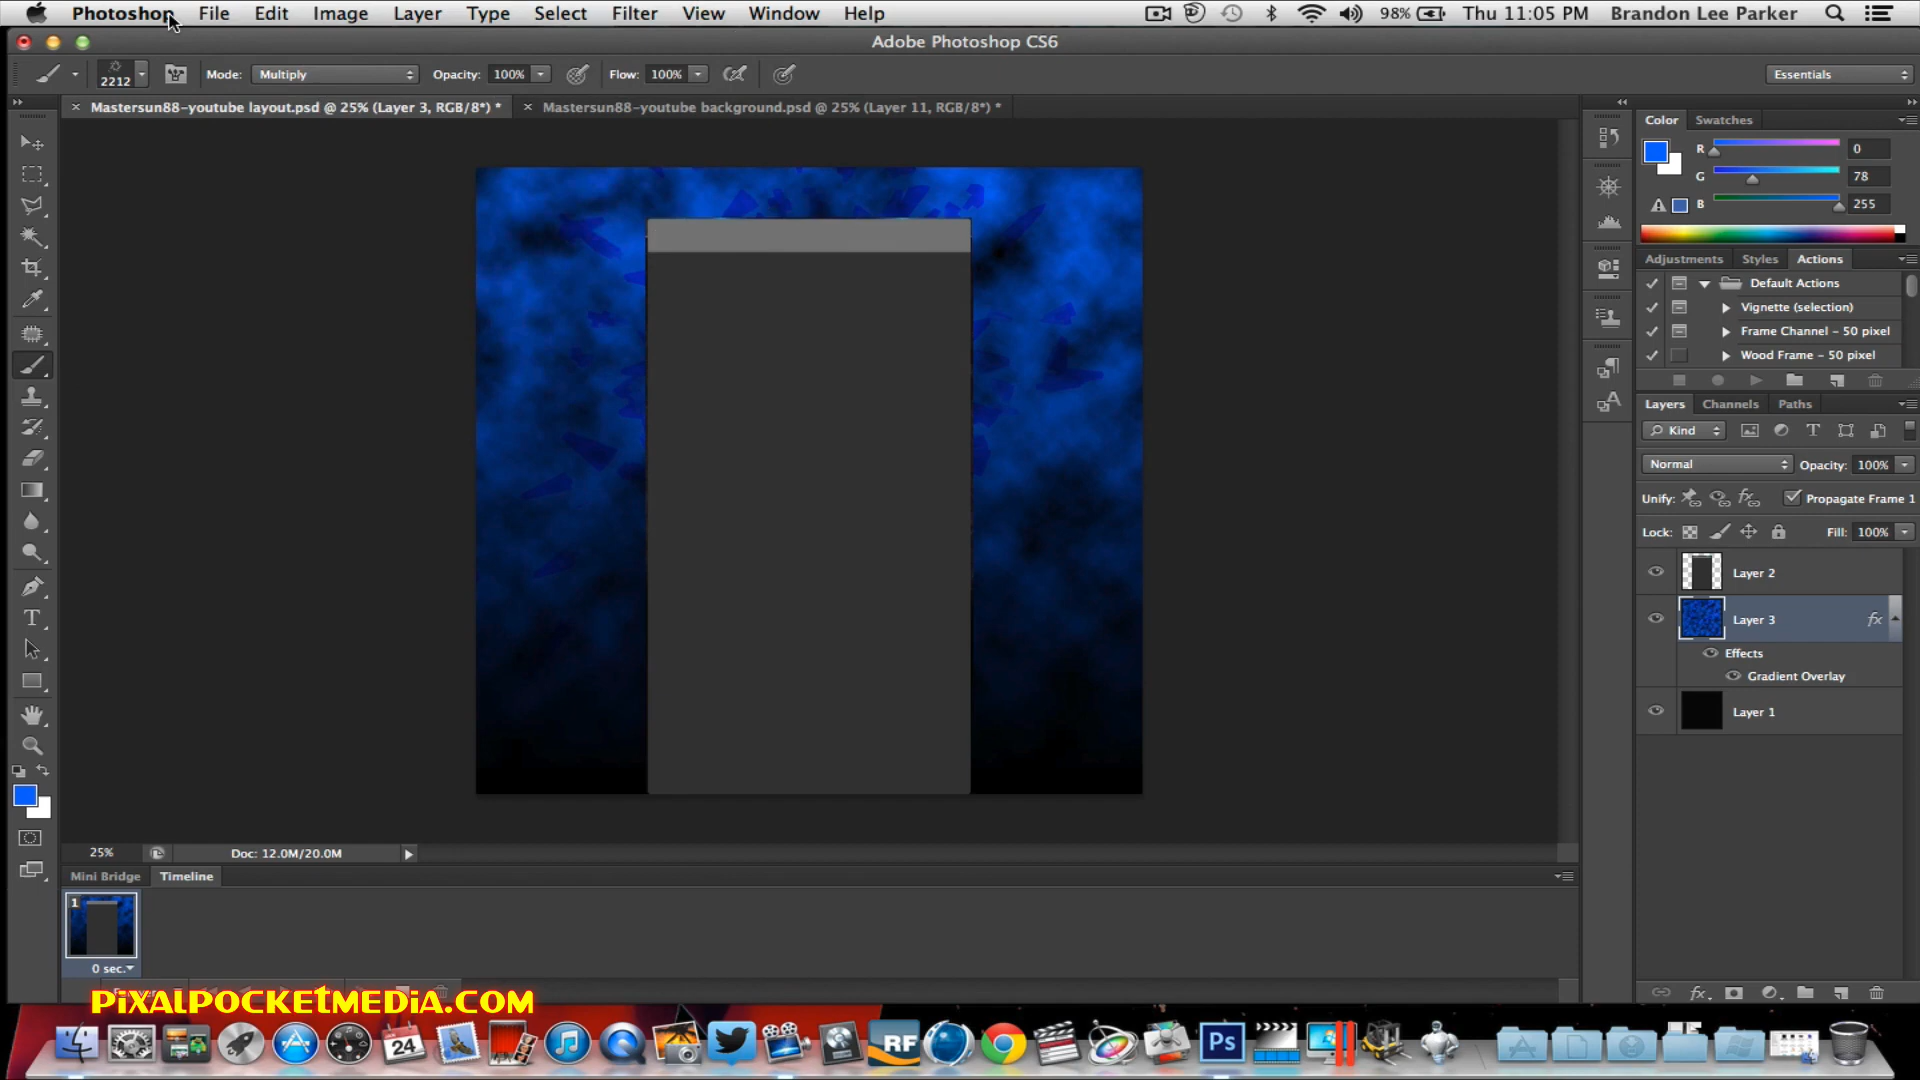 Photoshop File Edit Image Layer Type Select Filter View Window Help 98% Thu 11:05 PM Brandon Lee Parker
Adobe Photoshop CS6
2212 Mode: Multiply Opacity: 100% Flow: 100% Essentials
Mastersun88-youtube layout.psd @ 25% (Layer 3, RGB/8*) * Mastersun88-youtube background.psd @ 25% (Layer 11, RGB/8*) *
Color Swatches
R 0
G 78
B 255
Adjustments Styles Actions
Default Actions
Vignette (selection)
Frame Channel - 50 pixel
Wood Frame - 50 pixel
Layers Channels Paths
Kind
Normal Opacity: 100%
Unify: Propagate Frame 1
Lock: Fill: 100%
Layer 2
Layer 3 fx
Effects
Gradient Overlay
Layer 1
25% Doc: 12.0M/20.0M
Mini Bridge Timeline
1
0 sec.
PixalPocketMedia.com
24
RF
Ps